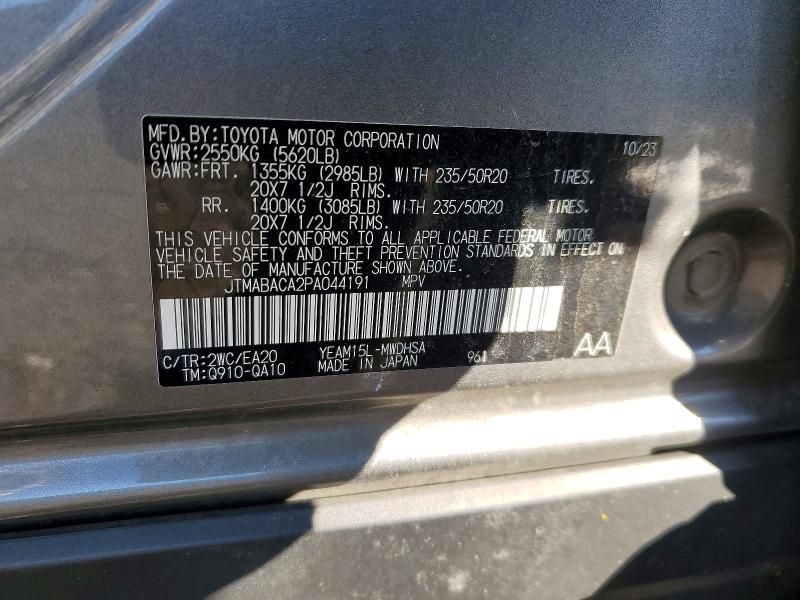 MFD.BY:TOYOTA MOTOR CORPORATION 10/23
GVWR:2550KG (5620LB)
GAWR:FRT. 1355KG (2985LB) WITH 235/50R20 TIRES.
20X7 1/2J RIMS.
RR. 1400KG (3085LB) WITH 235/50R20 TIRES.
20X7 1/2J RIMS.
THIS VEHICLE CONFORMS TO ALL APPLICABLE FEDERAL MOTOR
VEHICLE SAFETY AND THEFT PREVENTION STANDARDS IN EFFECT ON
THE DATE OF MANUFACTURE SHOWN ABOVE.
JTMABACA2PA044191 MPV
C/TR:2WC/EA20 YEAM15L-MWDHSA 961 AA
TM:Q910-QA10 MADE IN JAPAN